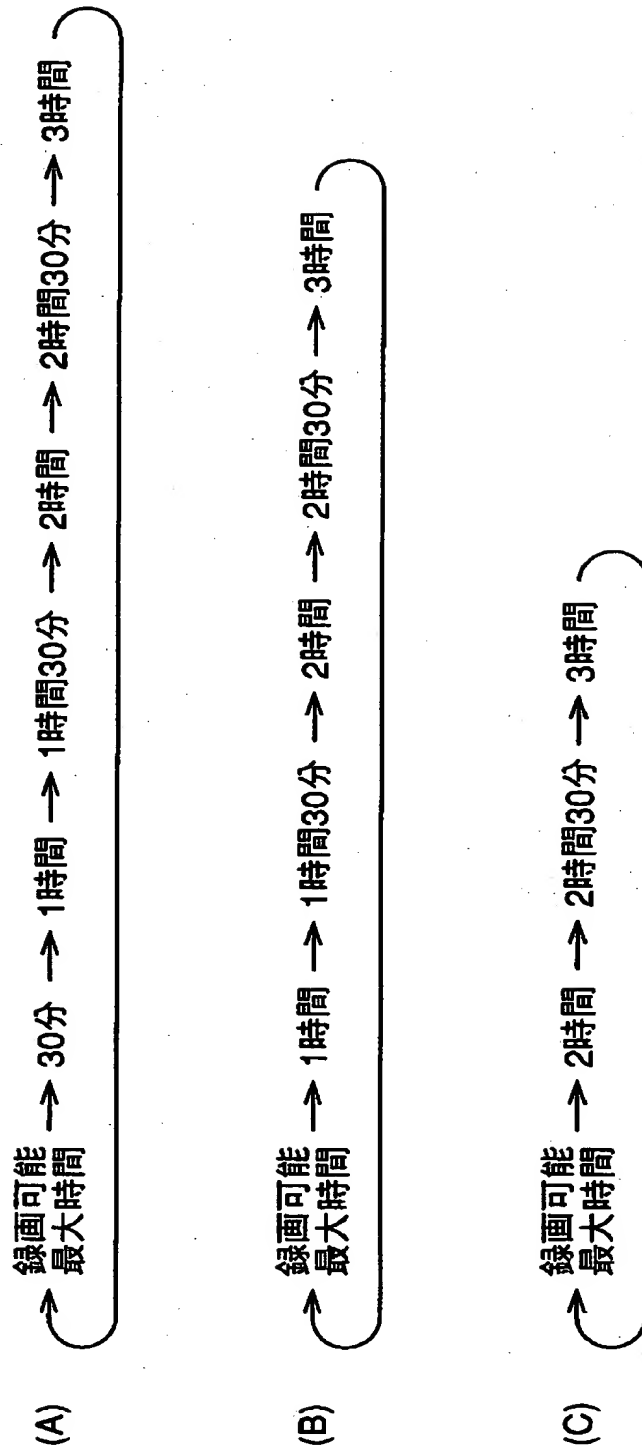 (A)
録画可能
最大時間 → 30分 → 1時間 → 1時間30分 → 2時間 → 2時間30分 → 3時間
(B)
録画可能
最大時間 → 1時間 → 1時間30分 → 2時間 → 2時間30分 → 3時間
(C)
録画可能
最大時間 → 2時間 → 2時間30分 → 3時間